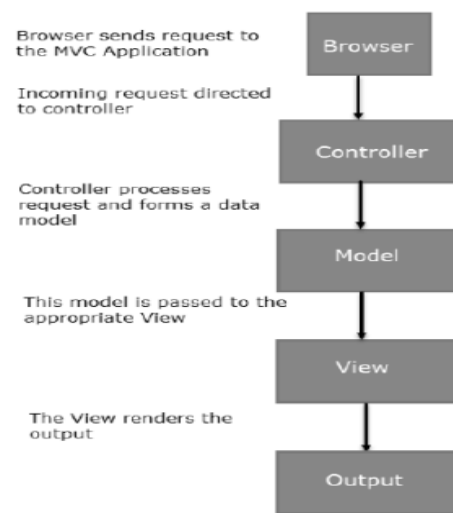 Browser sends request to
the MVC Application
Browser
Incoming request directed
to controller
Controller
Controller processes
request and forms a data
model
Model
This model is passed to the
appropriate View
View
The View renders the
output
Output